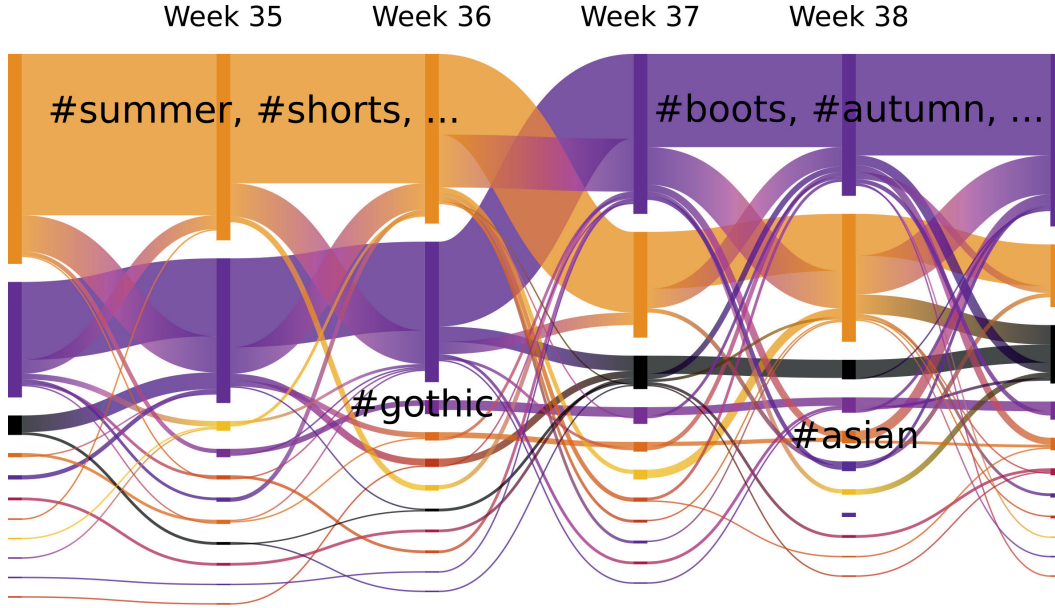 Week 35 Week 36 Week 37 Week 38
#summer, #shorts, ... #boots, #autumn, ...
#gothic
#asian